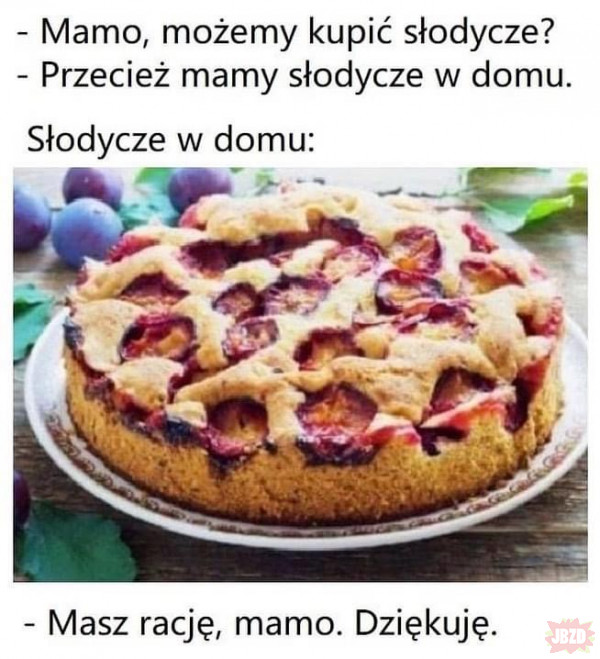 - Mamo, możemy kupić słodycze?
- Przecież mamy słodycze w domu.
Słodycze w domu:
- Masz rację, mamo. Dziękuję.
JBZD